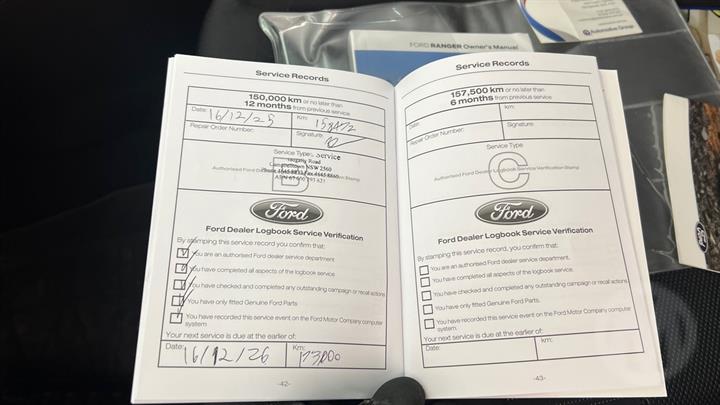 FORD RANGER Owner's Manual
Automotive Group
Service Records
150,000 km or no later than
12 months from previous service
Date: 16/12/25
Km:
Repair Order Number:
Signature:
Service Type: Service
Road
NSW 2560
B
Ford
Ford Dealer Logbook Service Verification
By stamping this service record you confirm that:
You are an authorised Ford dealer service department
You have completed all aspects of the logbook service
You have checked and completed any outstanding campaign or recall actions
You have only fitted Genuine Ford Parts
You have recorded this service event on the Ford Motor Company computer
system
Your next service is due at the earlier of:
Date: 16/12/26
Km:
-42-
Service Records
157,500 km or no later than
6 months from previous service
Date:
km:
Repair Order Number:
Signature:
Service Type
Authorised Ford Dealer Logbook Service Verification Stamp
C
Ford
Ford Dealer Logbook Service Verification
By stamping this service record, you confirm that:
You are an authorised Ford dealer service department.
You have completed all aspects of the logbook service.
You have checked and completed any outstanding campaign or recall actions
You have only fitted Genuine Ford Parts.
You have recorded this service event on the Ford Motor Company computer
system.
Your next service is due at the earlier of:
Date:
km:
-43-
Ford